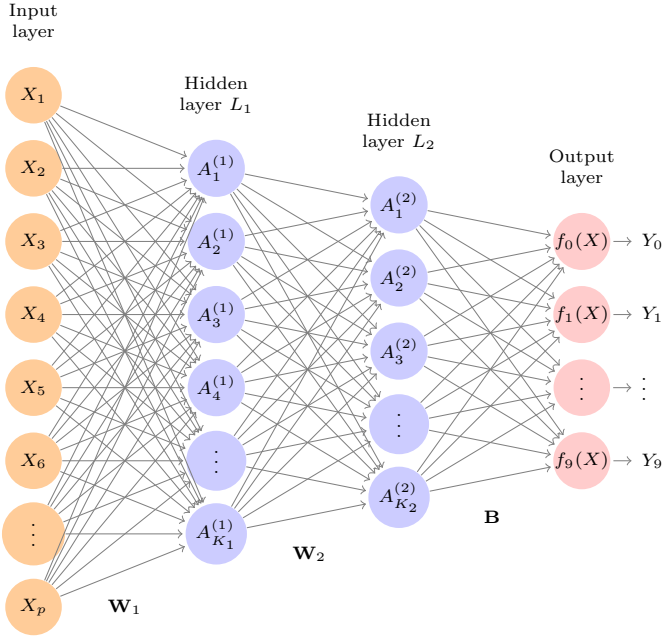 Input
layer
Hidden
layer L₁
Hidden
layer L₂
Output
layer
X₁
X₂
X₃
X₄
X₅
X₆
⋮
Xₚ
A₁⁽¹⁾
A₂⁽¹⁾
A₃⁽¹⁾
A₄⁽¹⁾
⋮
A_{K₁}⁽¹⁾
A₁⁽²⁾
A₂⁽²⁾
A₃⁽²⁾
⋮
A_{K₂}⁽²⁾
f₀(X) → Y₀
f₁(X) → Y₁
⋮ → ⋮
f₉(X) → Y₉
W₁
W₂
B